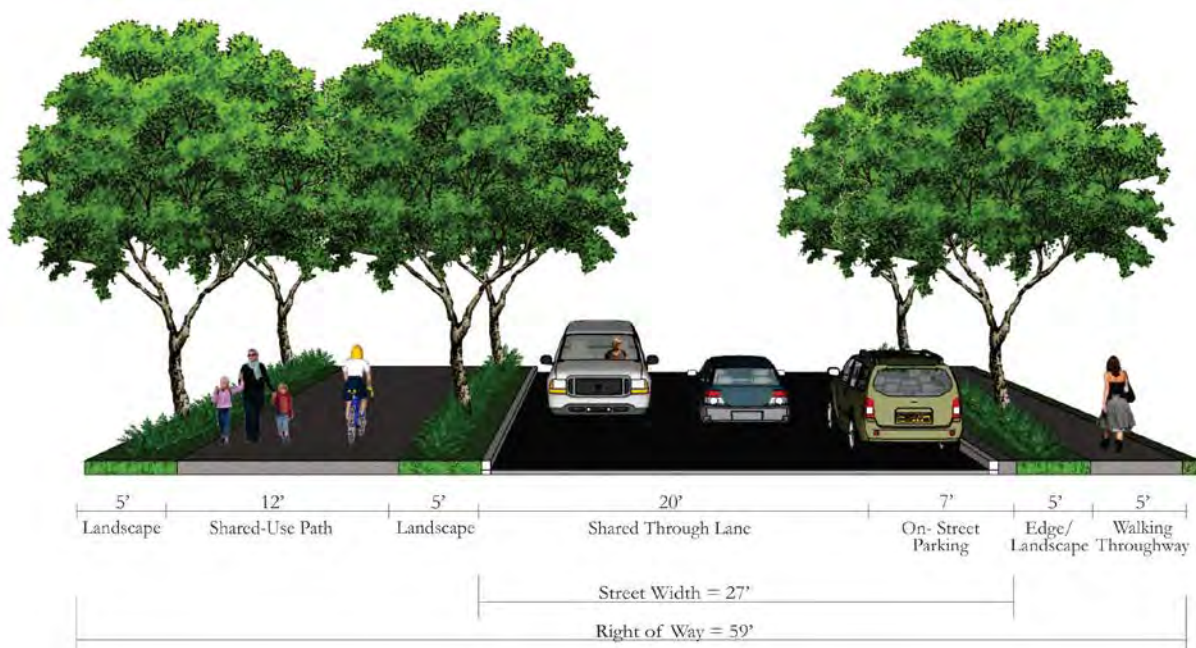 5' 12' 5' 20' 7' 5' 5'
Landscape Shared-Use Path Landscape Shared Through Lane On- Street Edge/ Walking
Parking Landscape Throughway
Street Width = 27'
Right of Way = 59'